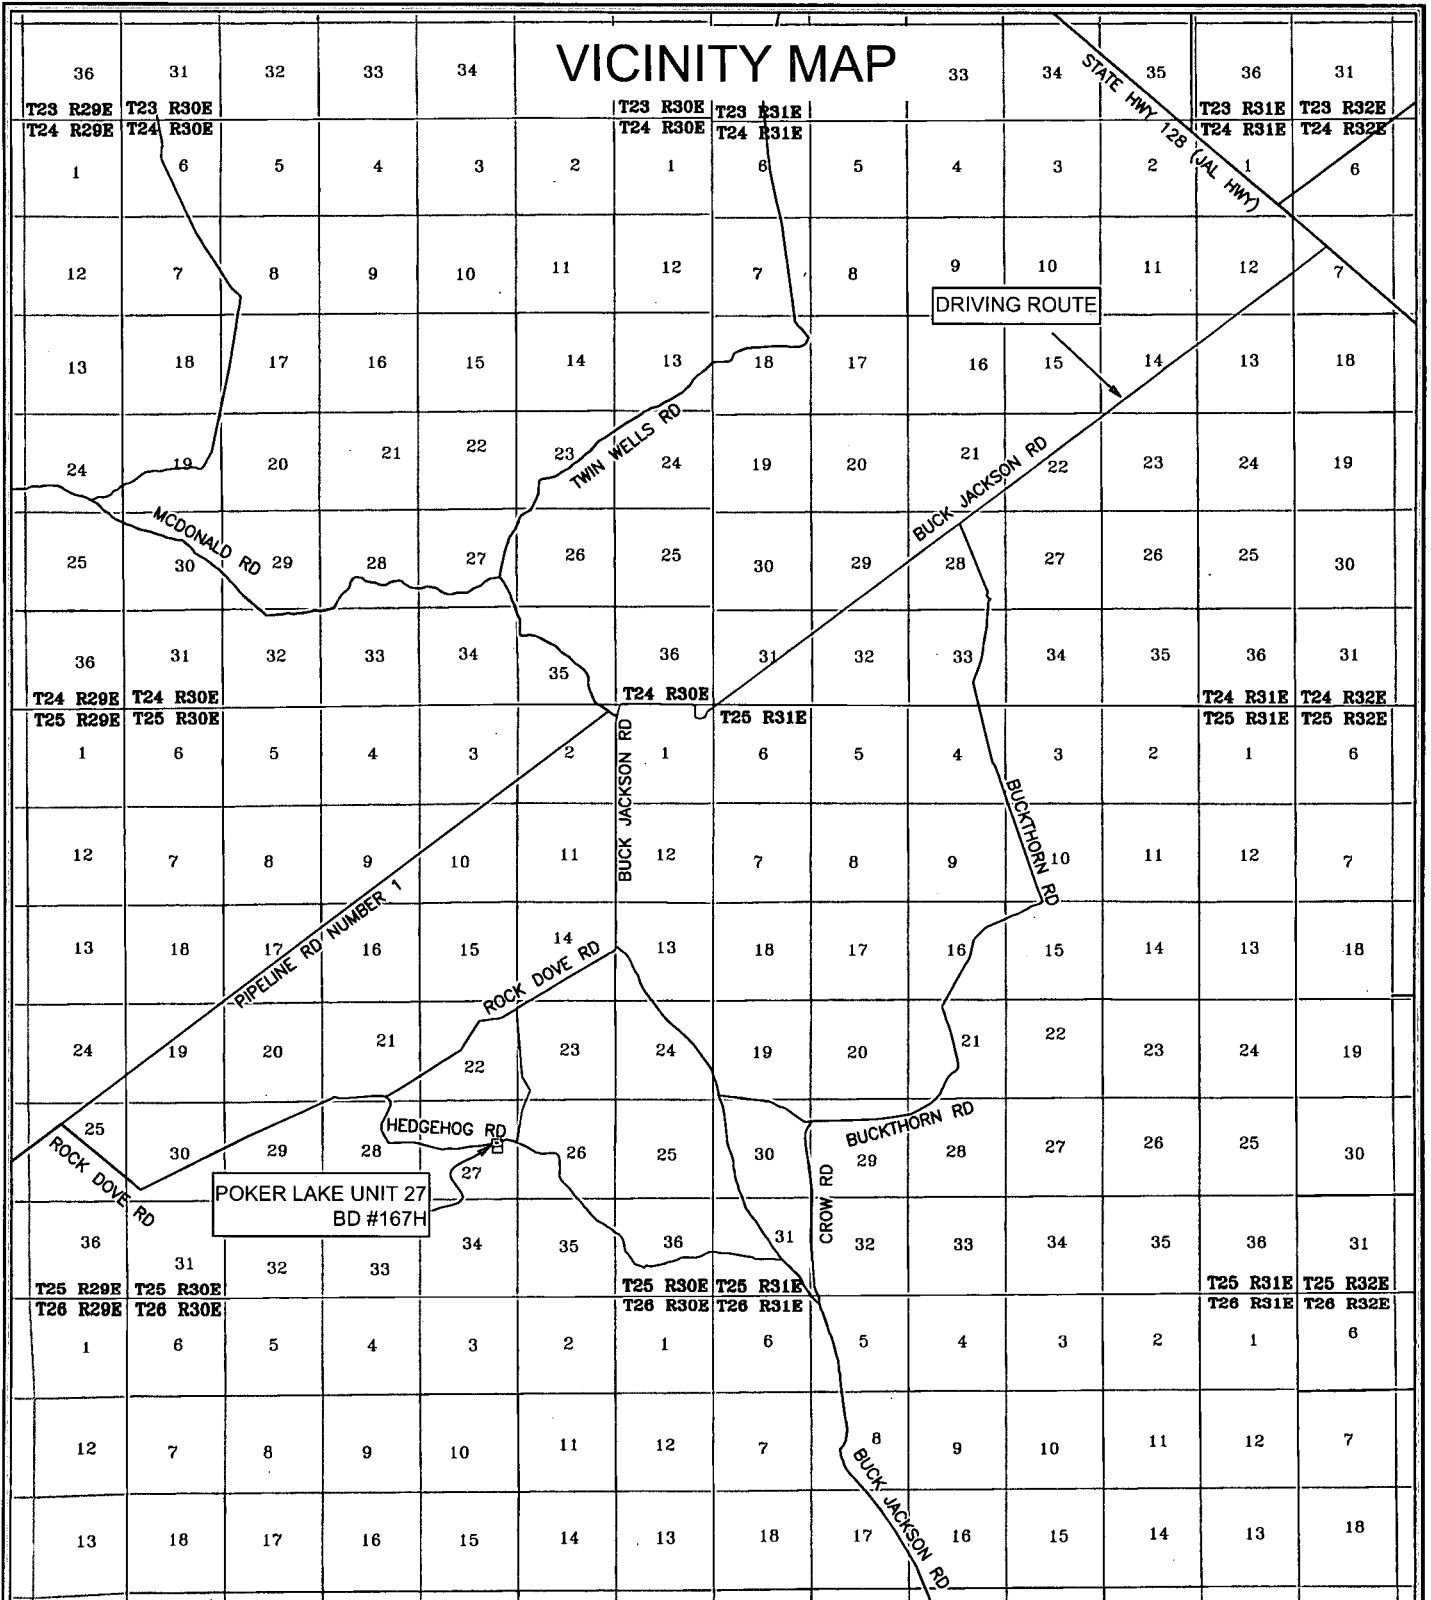 VICINITY MAP
36 31 32 33 34 33 34 35 36 31
STATE HWY 128 (JAL HWY)
T23 R29E T23 R30E T23 R30E T23 R31E T23 R31E T23 R32E
T24 R29E T24 R30E T24 R30E T24 R31E T24 R31E T24 R32E
1 6 5 4 3 2 1 6 5 4 3 2 1 6
12 7 8 9 10 11 12 7 8 9 10 11 12 7
DRIVING ROUTE
13 18 17 16 15 14 13 18 17 16 15 14 13 18
TWIN WELLS RD
BUCK JACKSON RD
24 19 20 21 22 23 24 19 20 21 22 23 24 19
MCDONALD RD
25 30 29 28 27 26 25 30 29 28 27 26 25 30
36 31 32 33 34 35 36 31 32 33 34 35 36 31
T24 R29E T24 R30E T24 R30E T24 R31E T24 R32E
T25 R29E T25 R30E T25 R31E T25 R31E T25 R32E
1 6 5 4 3 2 1 6 5 4 3 2 1 6
BUCK JACKSON RD
BUCKTHORN RD
12 7 8 9 10 11 12 7 8 9 10 11 12 7
PIPELINE RD NUMBER 1
13 18 17 16 15 14 13 18 17 16 15 14 13 18
ROCK DOVE RD
24 19 20 21 22 23 24 19 20 21 22 23 24 19
HEDGEHOG RD
BUCKTHORN RD
25 30 29 28 27 26 25 30 29 28 27 26 25 30
ROCK DOVE RD
CROW RD
POKER LAKE UNIT 27
BD #167H
36 31 32 33 34 35 36 31 32 33 34 35 36 31
T25 R29E T25 R30E T25 R30E T25 R31E T25 R31E T25 R32E
T26 R29E T26 R30E T26 R30E T26 R31E T26 R31E T26 R32E
1 6 5 4 3 2 1 6 5 4 3 2 1 6
12 7 8 9 10 11 12 7 8 9 10 11 12 7
BUCK JACKSON RD
13 18 17 16 15 14 13 18 17 16 15 14 13 18